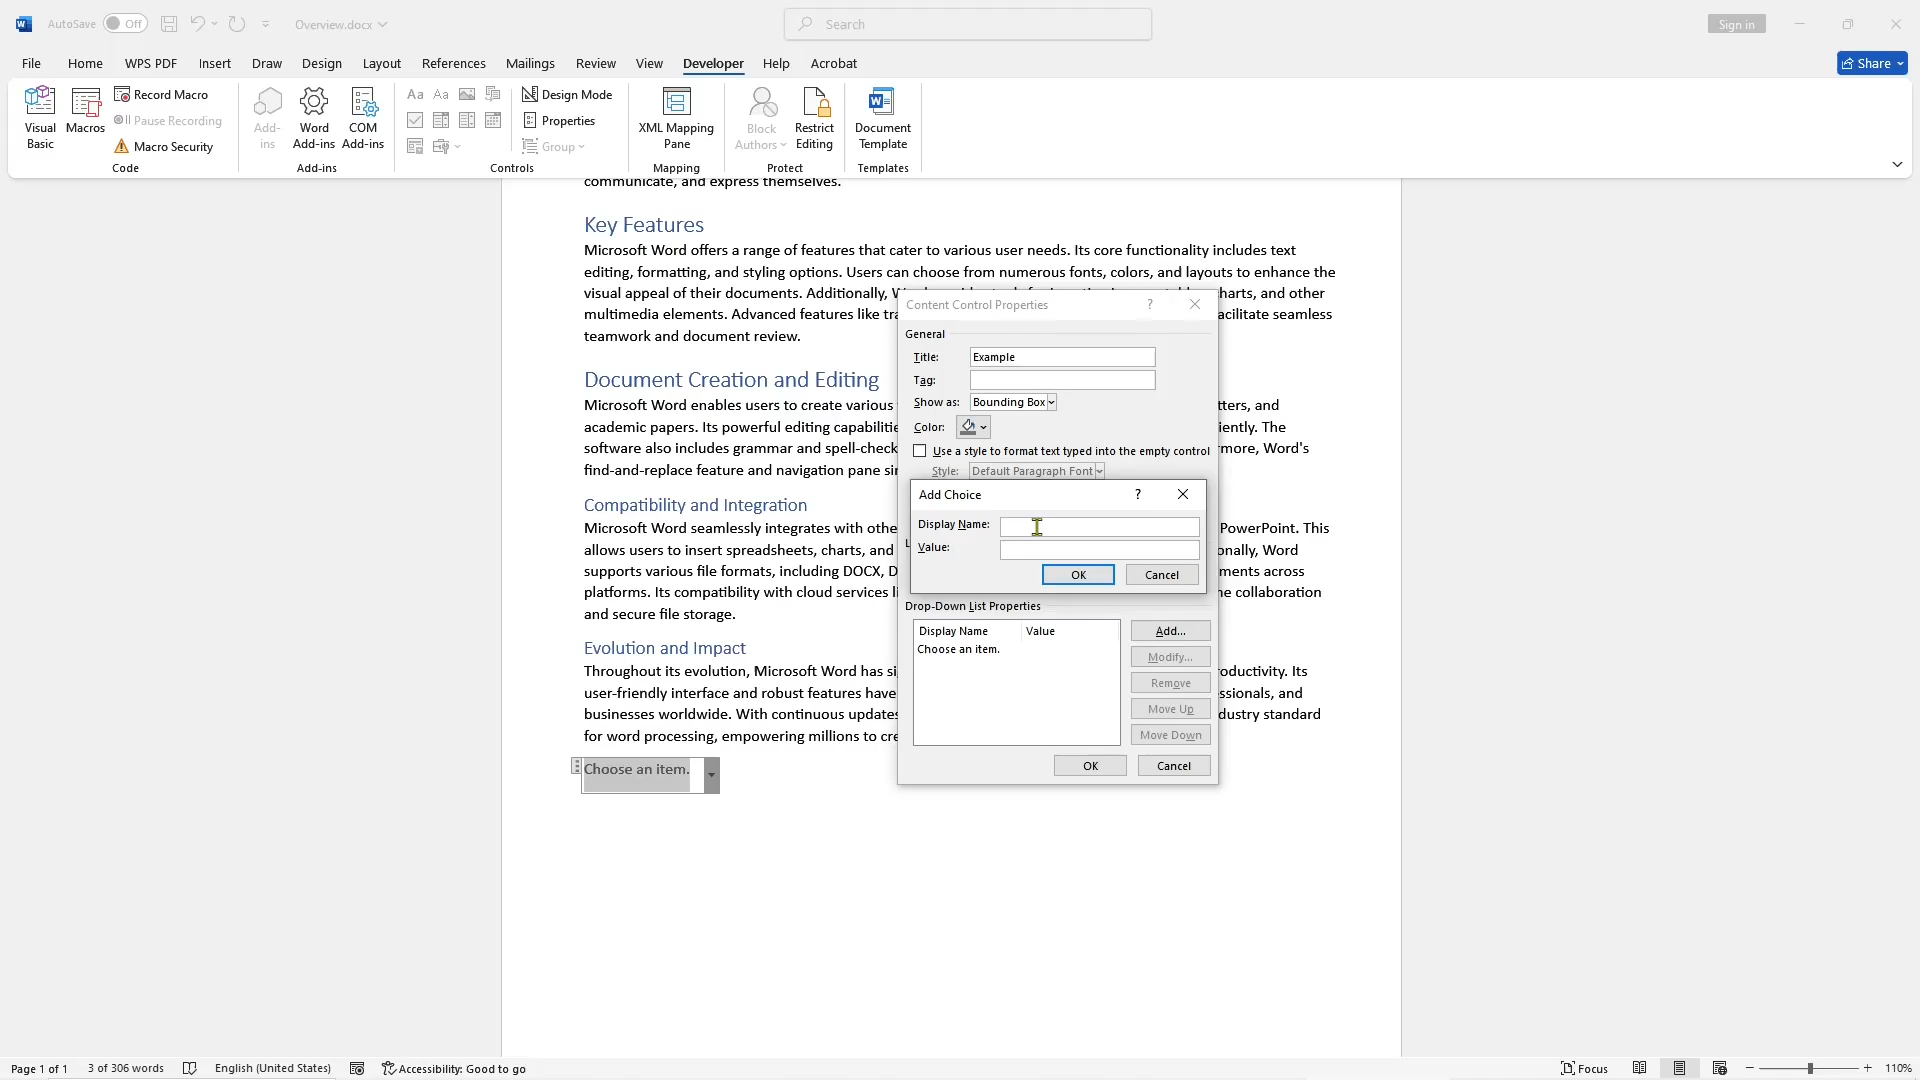 AutoSave Off Overview.docx Search Sign in
File Home WPS PDF Insert Draw Design Layout References Mailings Review View Developer Help Acrobat Share
Visual Basic
Macros
Record Macro
Pause Recording
Macro Security
Code
Add-ins
Word Add-ins
COM Add-ins
Add-ins
Aa Aa
Design Mode
Properties
Group
Controls
XML Mapping Pane
Mapping
Block Authors
Restrict Editing
Protect
Document Template
Templates
communicate, and express themselves.
Key Features
Microsoft Word offers a range of features that cater to various user needs. Its core functionality includes text
editing, formatting, and styling options. Users can choose from numerous fonts, colors, and layouts to enhance the
visual appeal of their documents. Additionally, harts, and other
multimedia elements. Advanced features like tra acilitate seamless
teamwork and document review.
Document Creation and Editing
Microsoft Word enables users to create various tters, and
academic papers. Its powerful editing capabilitie iently. The
software also includes grammar and spell-check more, Word's
find-and-replace feature and navigation pane si
Compatibility and Integration
Microsoft Word seamlessly integrates with othe PowerPoint. This
allows users to insert spreadsheets, charts, and onally, Word
supports various file formats, including DOCX, D ments across
platforms. Its compatibility with cloud services li ne collaboration
and secure file storage.
Evolution and Impact
Throughout its evolution, Microsoft Word has si roductivity. Its
user-friendly interface and robust features have ssionals, and
businesses worldwide. With continuous updates dustry standard
for word processing, empowering millions to cre
Choose an item.
Content Control Properties ?
General
Title: Example
Tag:
Show as: Bounding Box
Color:
Use a style to format text typed into the empty control
Style: Default Paragraph Font
Add Choice ?
Display Name:
Value:
OK Cancel
Drop-Down List Properties
Display Name Value
Choose an item.
Add...
Modify...
Remove
Move Up
Move Down
OK Cancel
Page 1 of 1 3 of 306 words English (United States) Accessibility: Good to go Focus 110%